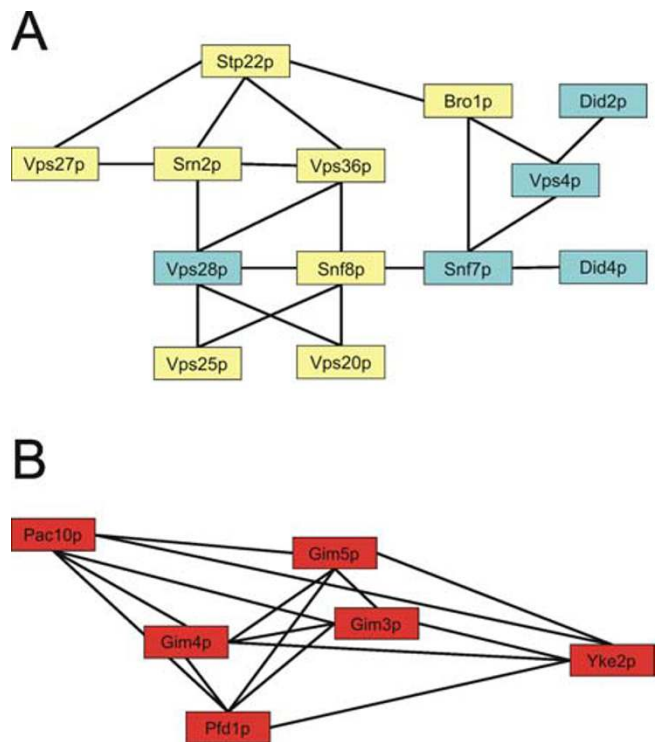 A
Stp22p
Bro1p Did2p
Vps27p Srn2p Vps36p Vps4p
Vps28p Snf8p Snf7p Did4p
Vps25p Vps20p
B
Pac10p
Gim5p
Gim3p
Gim4p
Yke2p
Pfd1p